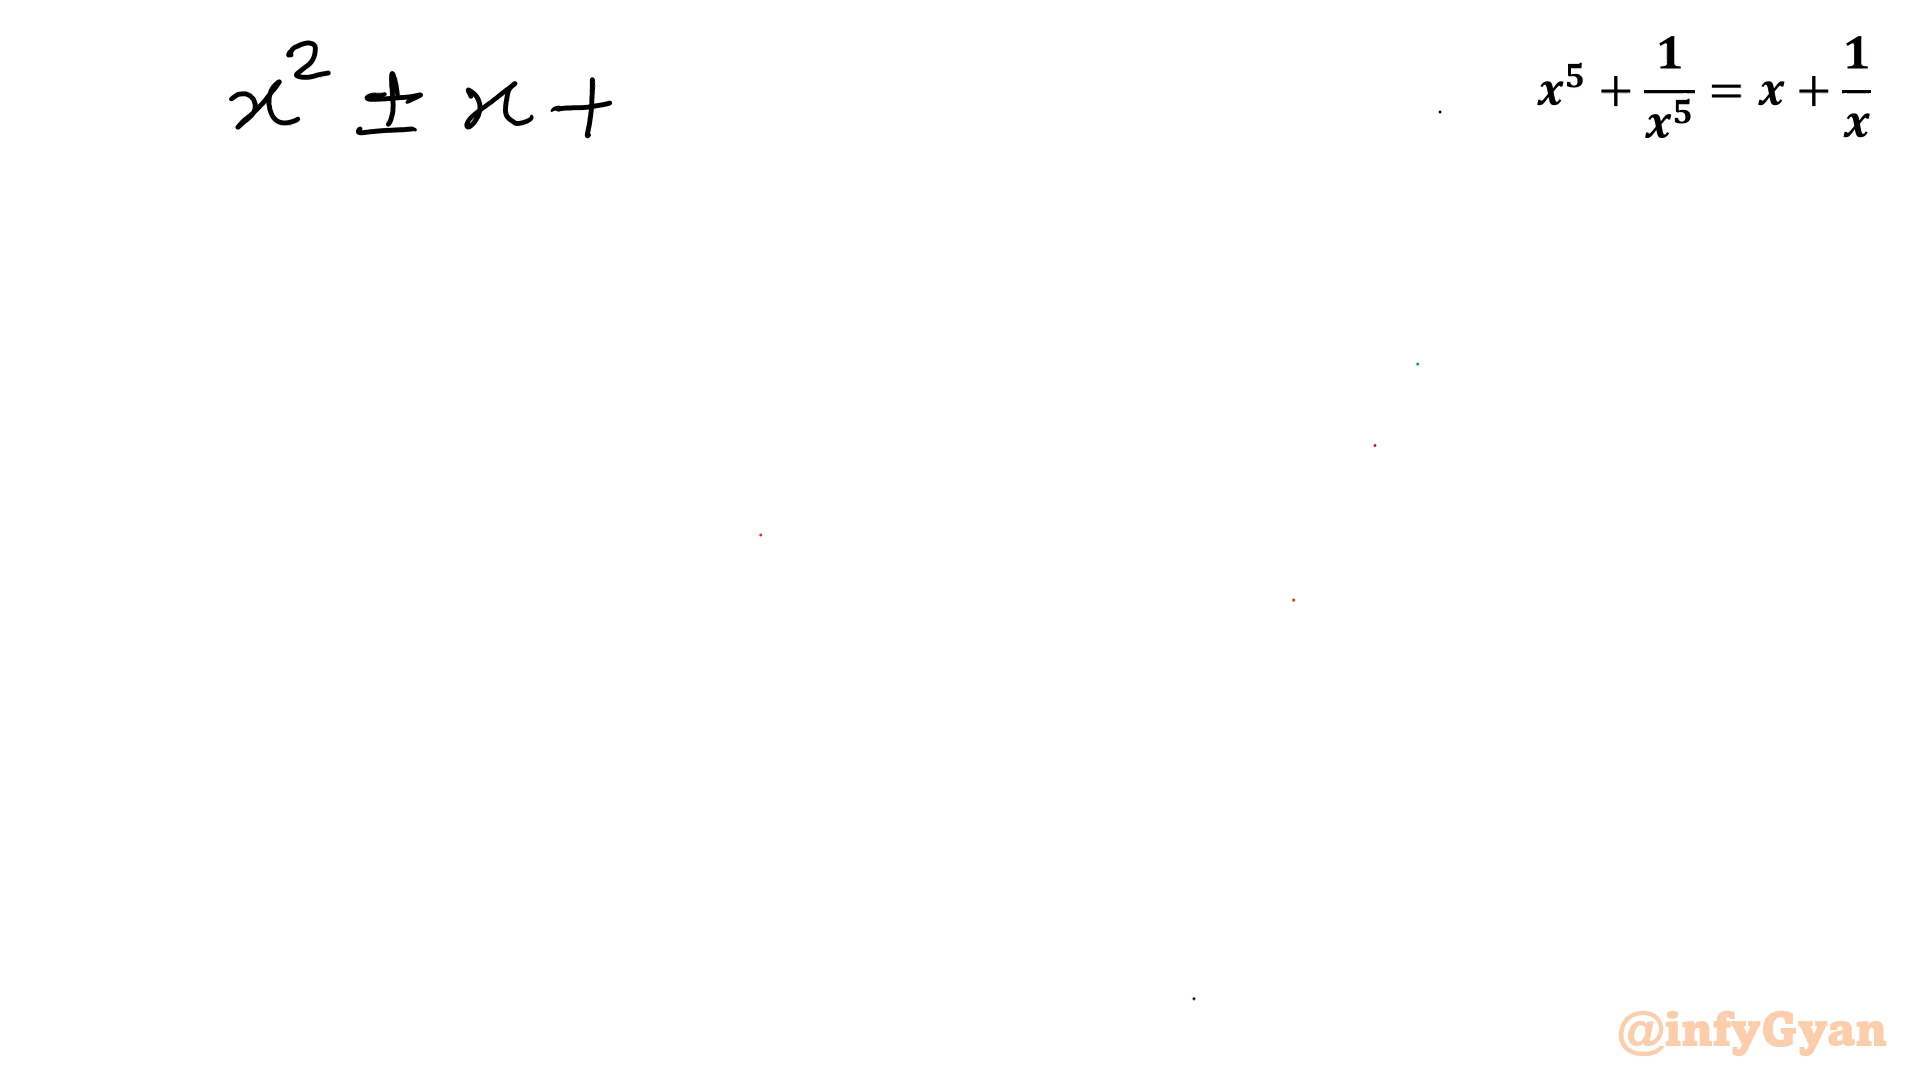 x² ± x +
x⁵ + 1/x⁵ = x + 1/x
@infyGyan